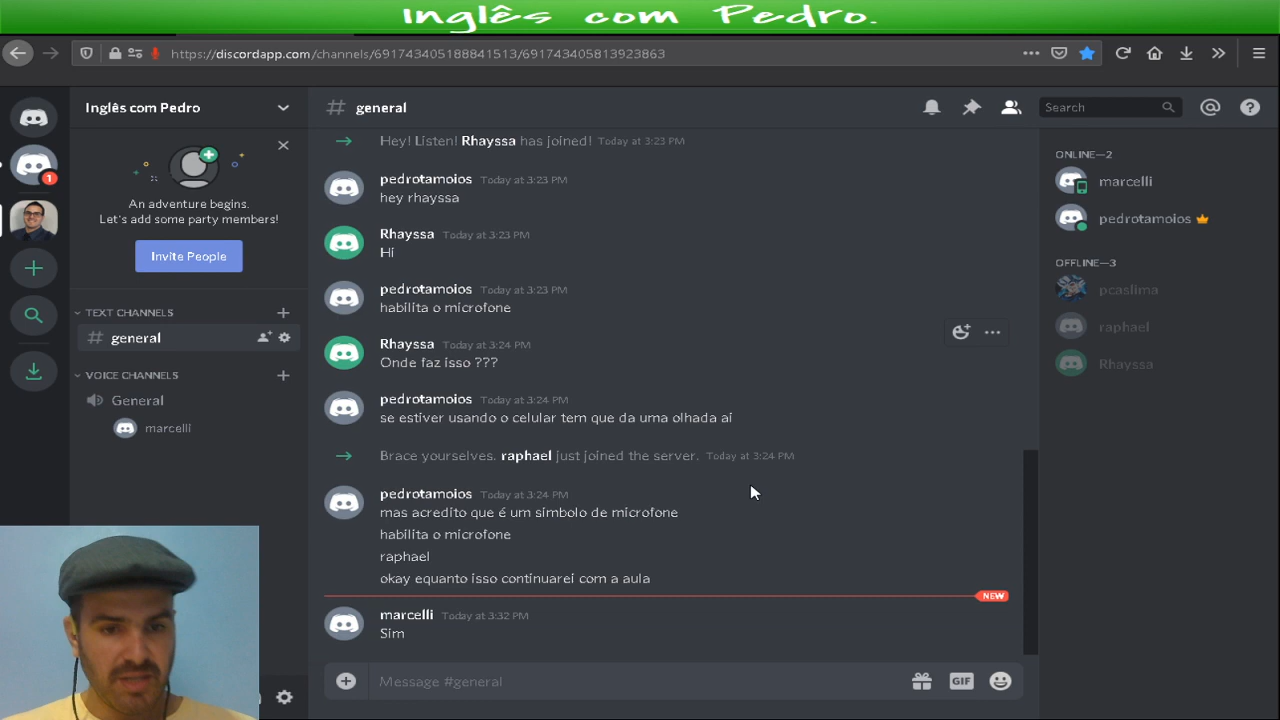 Inglês com Pedro.
https://discordapp.com/channels/691743405188841513/691743405813923863
Inglês com Pedro
# general
Search
1
An adventure begins.
Let's add some party members!
Invite People
TEXT CHANNELS
# general
VOICE CHANNELS
General
marcelli
Hey! Listen! Rhayssa has joined! Today at 3:23 PM
pedrotamoios Today at 3:23 PM
hey rhayssa
Rhayssa Today at 3:23 PM
Hi
pedrotamoios Today at 3:23 PM
habilita o microfone
Rhayssa Today at 3:24 PM
Onde faz isso ???
pedrotamoios Today at 3:24 PM
se estiver usando o celular tem que da uma olhada aí
Brace yourselves. raphael just joined the server. Today at 3:24 PM
pedrotamoios Today at 3:24 PM
mas acredito que é um simbolo de microfone
habilita o microfone
raphael
okay equanto isso continuarei com a aula
NEW
marcelli Today at 3:32 PM
Sim
Message #general
GIF
ONLINE—2
marcelli
pedrotamoios
OFFLINE—3
pcaslima
raphael
Rhayssa